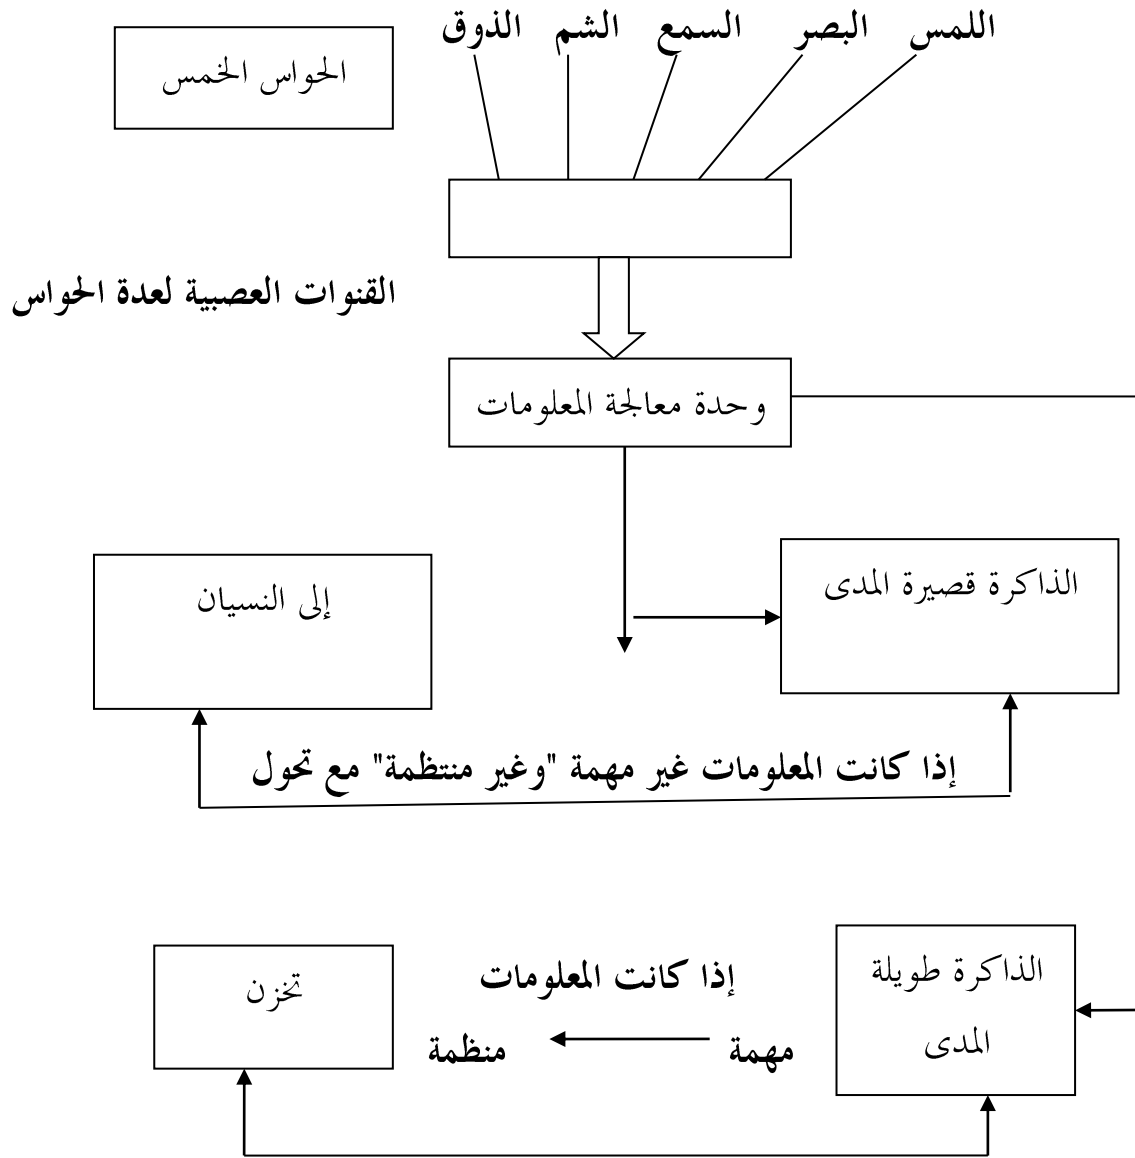 اللمس البصر السمع الشم الذوق
الحواس الخمس
القنوات العصبية لعدة الحواس
وحدة معالجة المعلومات
الذاكرة قصيرة المدى
إلى النسيان
إذا كانت المعلومات غير مهمة "وغير منتظمة" مع تحول
الذاكرة طويلة
المدى
إذا كانت المعلومات
مهمة منظمة
تخزن